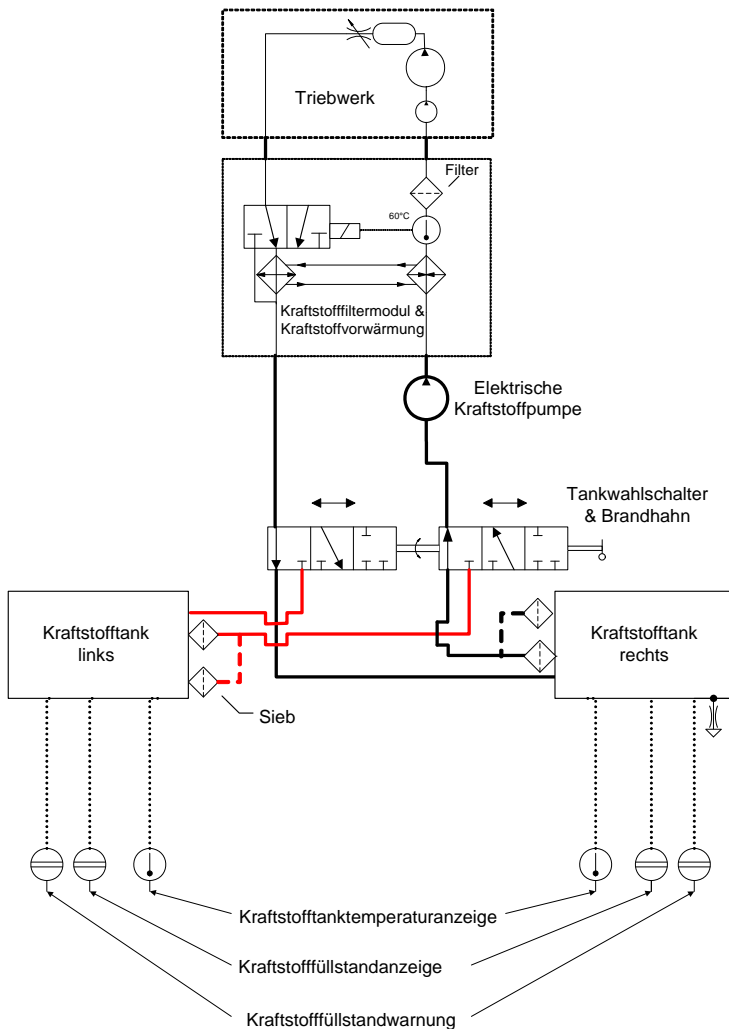 Triebwerk
Filter
60°C
Kraftstofffiltermodul &
Kraftstoffvorwärmung
Elektrische
Kraftstoffpumpe
Tankwahlschalter
& Brandhahn
Kraftstofftank
links
Kraftstofftank
rechts
Sieb
Kraftstofftanktemperaturanzeige
Kraftstofffüllstandanzeige
Kraftstofffüllstandwarnung